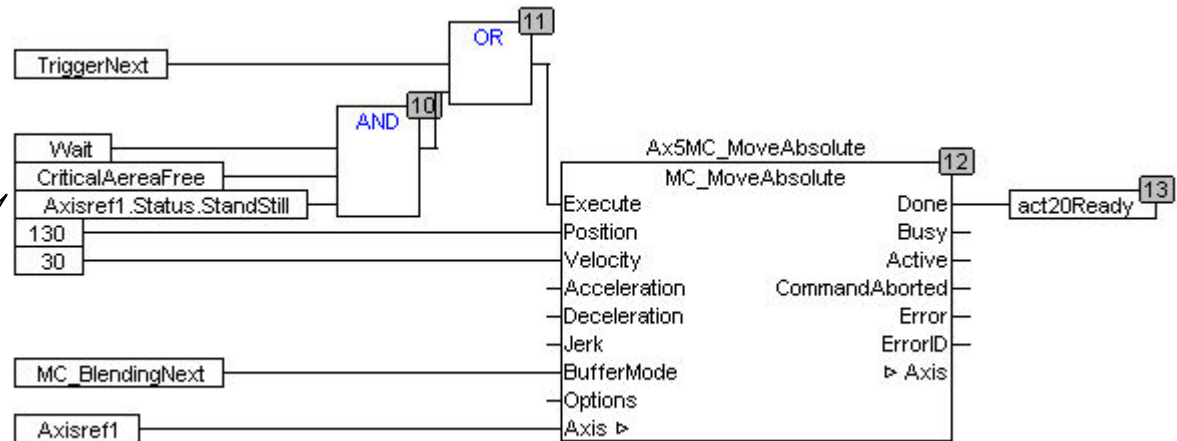 11
OR
TriggerNext
10
AND
Wait
CriticalAereaFree
Axisref1.Status.StandStill
130
30
Ax5MC_MoveAbsolute
12
MC_MoveAbsolute
Execute Done
act20Ready 13
Position Busy
Velocity Active
Acceleration CommandAborted
Deceleration Error
Jerk ErrorID
MC_BlendingNext
BufferMode ▷ Axis
Options
Axisref1
Axis ▷